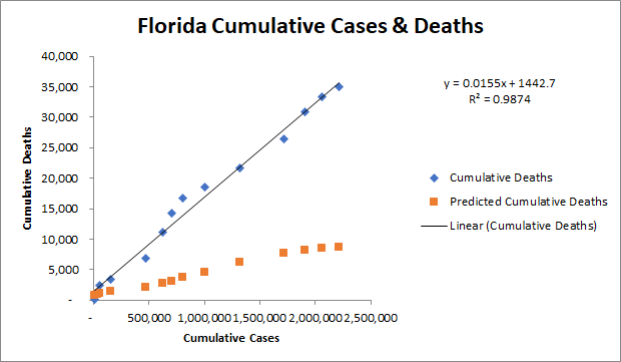 Florida Cumulative Cases & Deaths
40,000
35,000
30,000
25,000
20,000
15,000
10,000
5,000
-
Cumulative Deaths
- 500,000 1,000,000 1,500,000 2,000,000 2,500,000
Cumulative Cases
y = 0.0155x + 1442.7
R² = 0.9874
Cumulative Deaths
Predicted Cumulative Deaths
Linear (Cumulative Deaths)